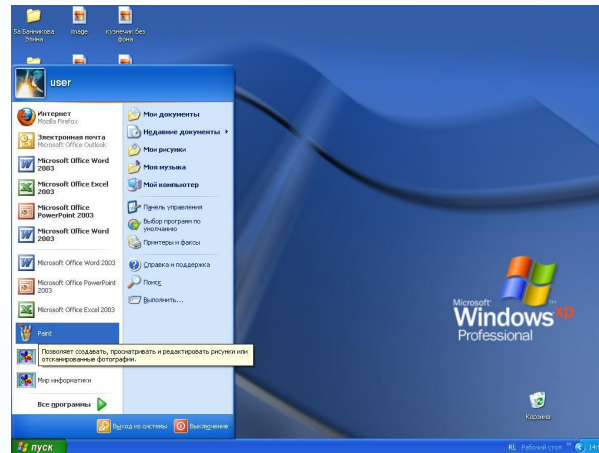 5а Банникова
Элина
image
кузнечик без
фона
user
Интернет
Mozilla Firefox
Электронная почта
Microsoft Office Outlook
Microsoft Office Word
2003
Microsoft Office Excel
2003
Microsoft Office
PowerPoint 2003
Microsoft Office Word
2003
Microsoft Office Word 2003
Microsoft Office PowerPoint
2003
Microsoft Office Excel 2003
Paint
Позволяет создавать, просматривать и редактировать рисунки или
отсканированные фотографии.
Мир информатики
Все программы
Мои документы
Недавние документы
Мои рисунки
Моя музыка
Мой компьютер
Панель управления
Выбор программ по
умолчанию
Принтеры и факсы
Справка и поддержка
Поиск
Выполнить...
Выход из системы
Выключение
Microsoft
Windows xp
Professional
Корзина
пуск
RL
Рабочий стол